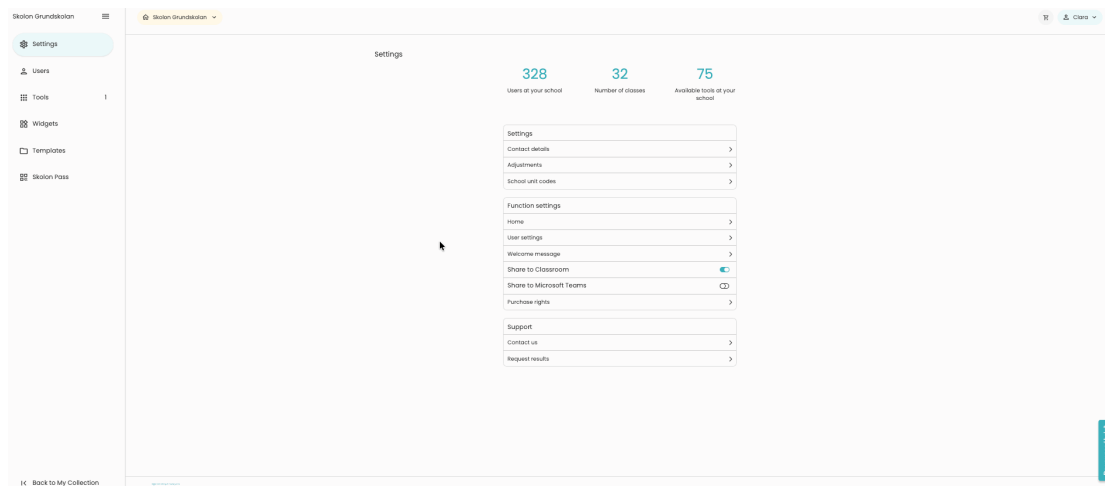 Skolon Grundskolan
Settings
Users
Tools 1
Widgets
Templates
Skolon Pass
Back to My Collection
Skolon Grundskolan
Clara
Settings
328
Users at your school
32
Number of classes
75
Available tools at your
school
Settings
Contact details
Adjustments
School unit codes
Function settings
Home
User settings
Welcome message
Share to Classroom
Share to Microsoft Teams
Purchase rights
Support
Contact us
Request results